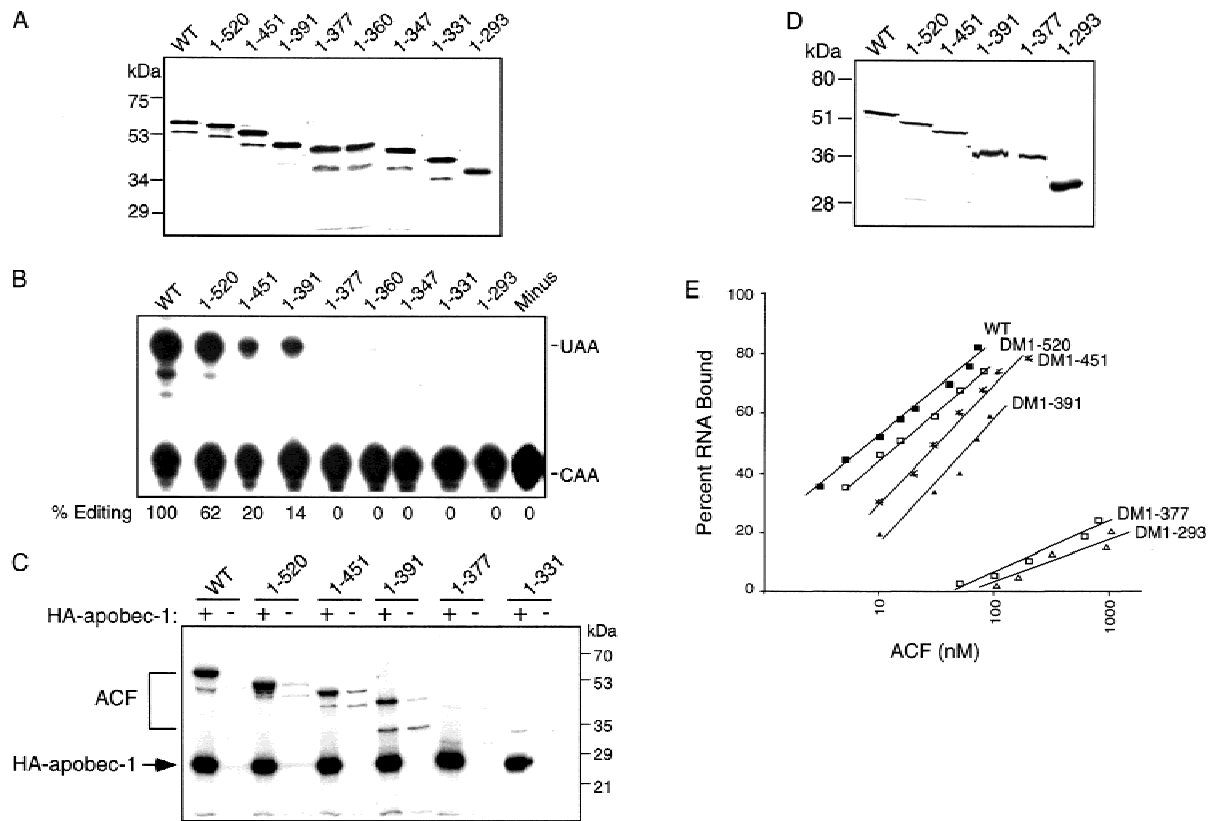 A
WT 1-520 1-451 1-391 1-377 1-360 1-347 1-331 1-293
kDa
75
53
34
29
B
WT 1-520 1-451 1-391 1-377 1-360 1-347 1-331 1-293 Minus
-UAA
-CAA
% Editing 100 62 20 14 0 0 0 0 0 0
C
WT 1-520 1-451 1-391 1-377 1-331
HA-apobec-1: + - + - + - + - + - + -
kDa
70
53
35
29
21
ACF
HA-apobec-1
D
WT 1-520 1-451 1-391 1-377 1-293
kDa
80
51
36
28
E
100
80
60
40
20
0
Percent RNA Bound
WT
DM1-520
DM1-451
DM1-391
DM1-377
DM1-293
10 100 1000
ACF (nM)